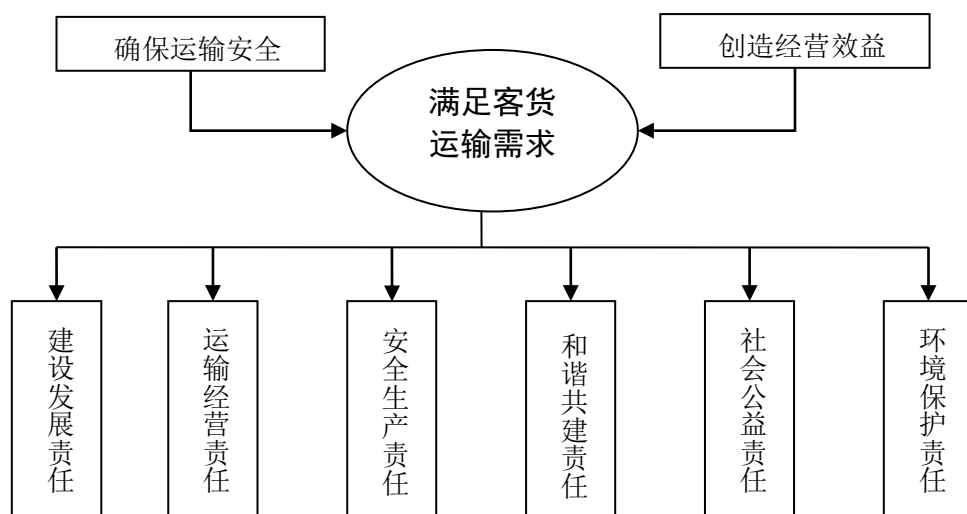 确保运输安全
创造经营效益
满足客货
运输需求
建设发展责任
运输经营责任
安全生产责任
和谐共建责任
社会公益责任
环境保护责任